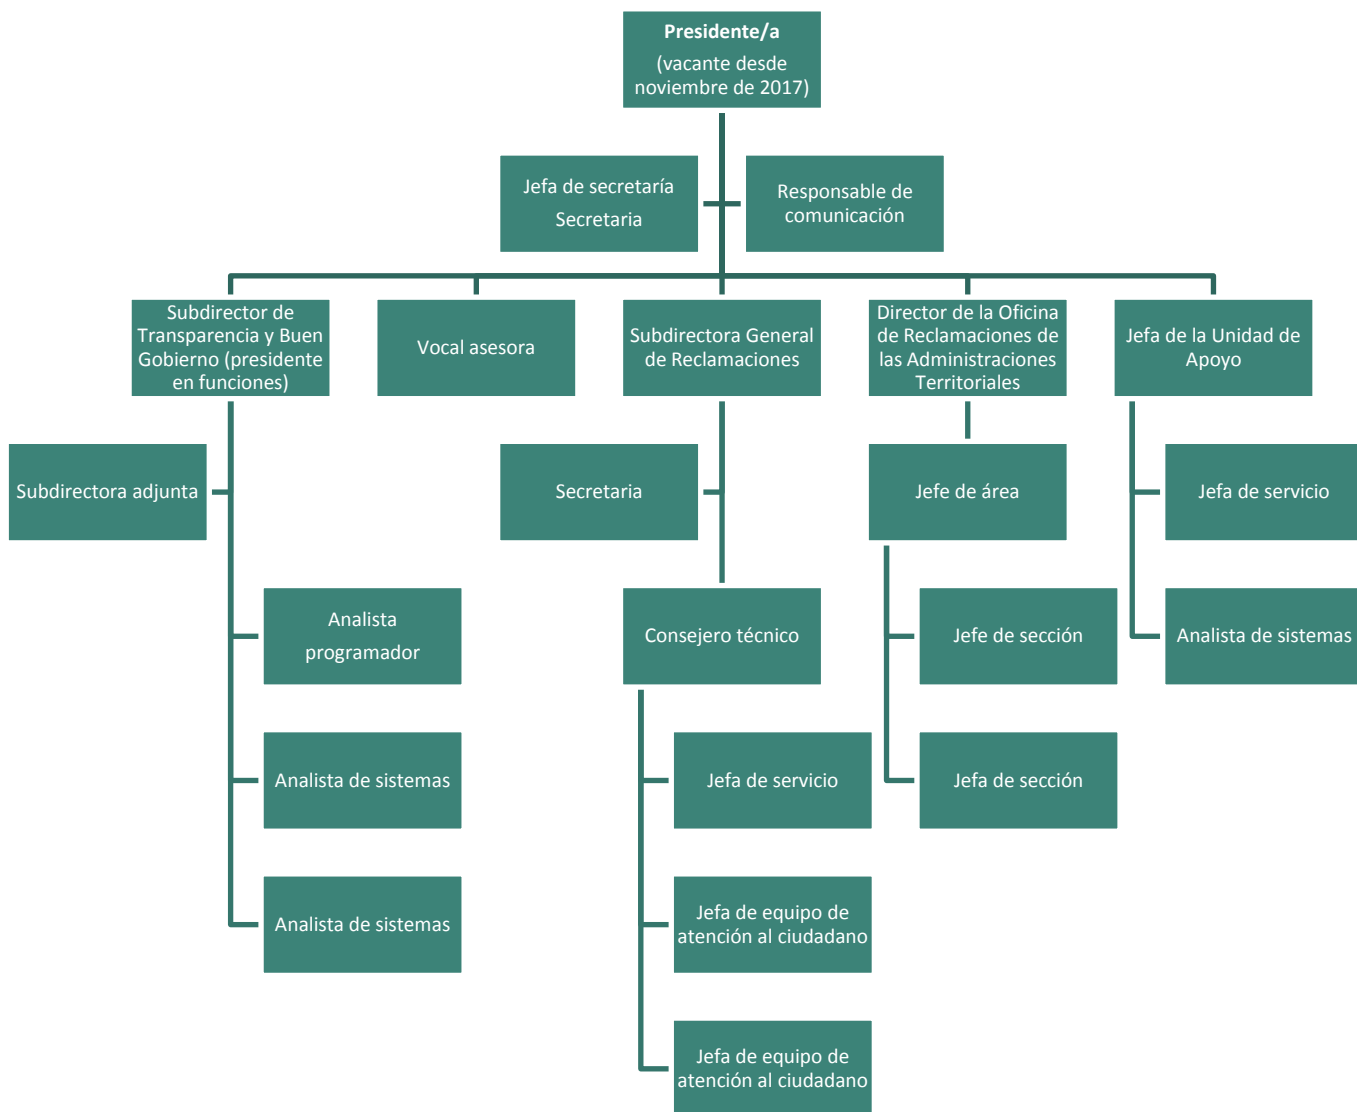 Presidente/a
(vacante desde
noviembre de 2017)
Jefa de secretaría
Secretaria
Responsable de
comunicación
Subdirector de
Transparencia y Buen
Gobierno (presidente
en funciones)
Vocal asesora
Subdirectora General
de Reclamaciones
Director de la Oficina
de Reclamaciones de
las Administraciones
Territoriales
Jefa de la Unidad de
Apoyo
Subdirectora adjunta
Secretaria
Jefe de área
Jefa de servicio
Analista
programador
Consejero técnico
Jefe de sección
Analista de sistemas
Analista de sistemas
Jefa de servicio
Jefa de sección
Analista de sistemas
Jefa de equipo de
atención al ciudadano
Jefa de equipo de
atención al ciudadano